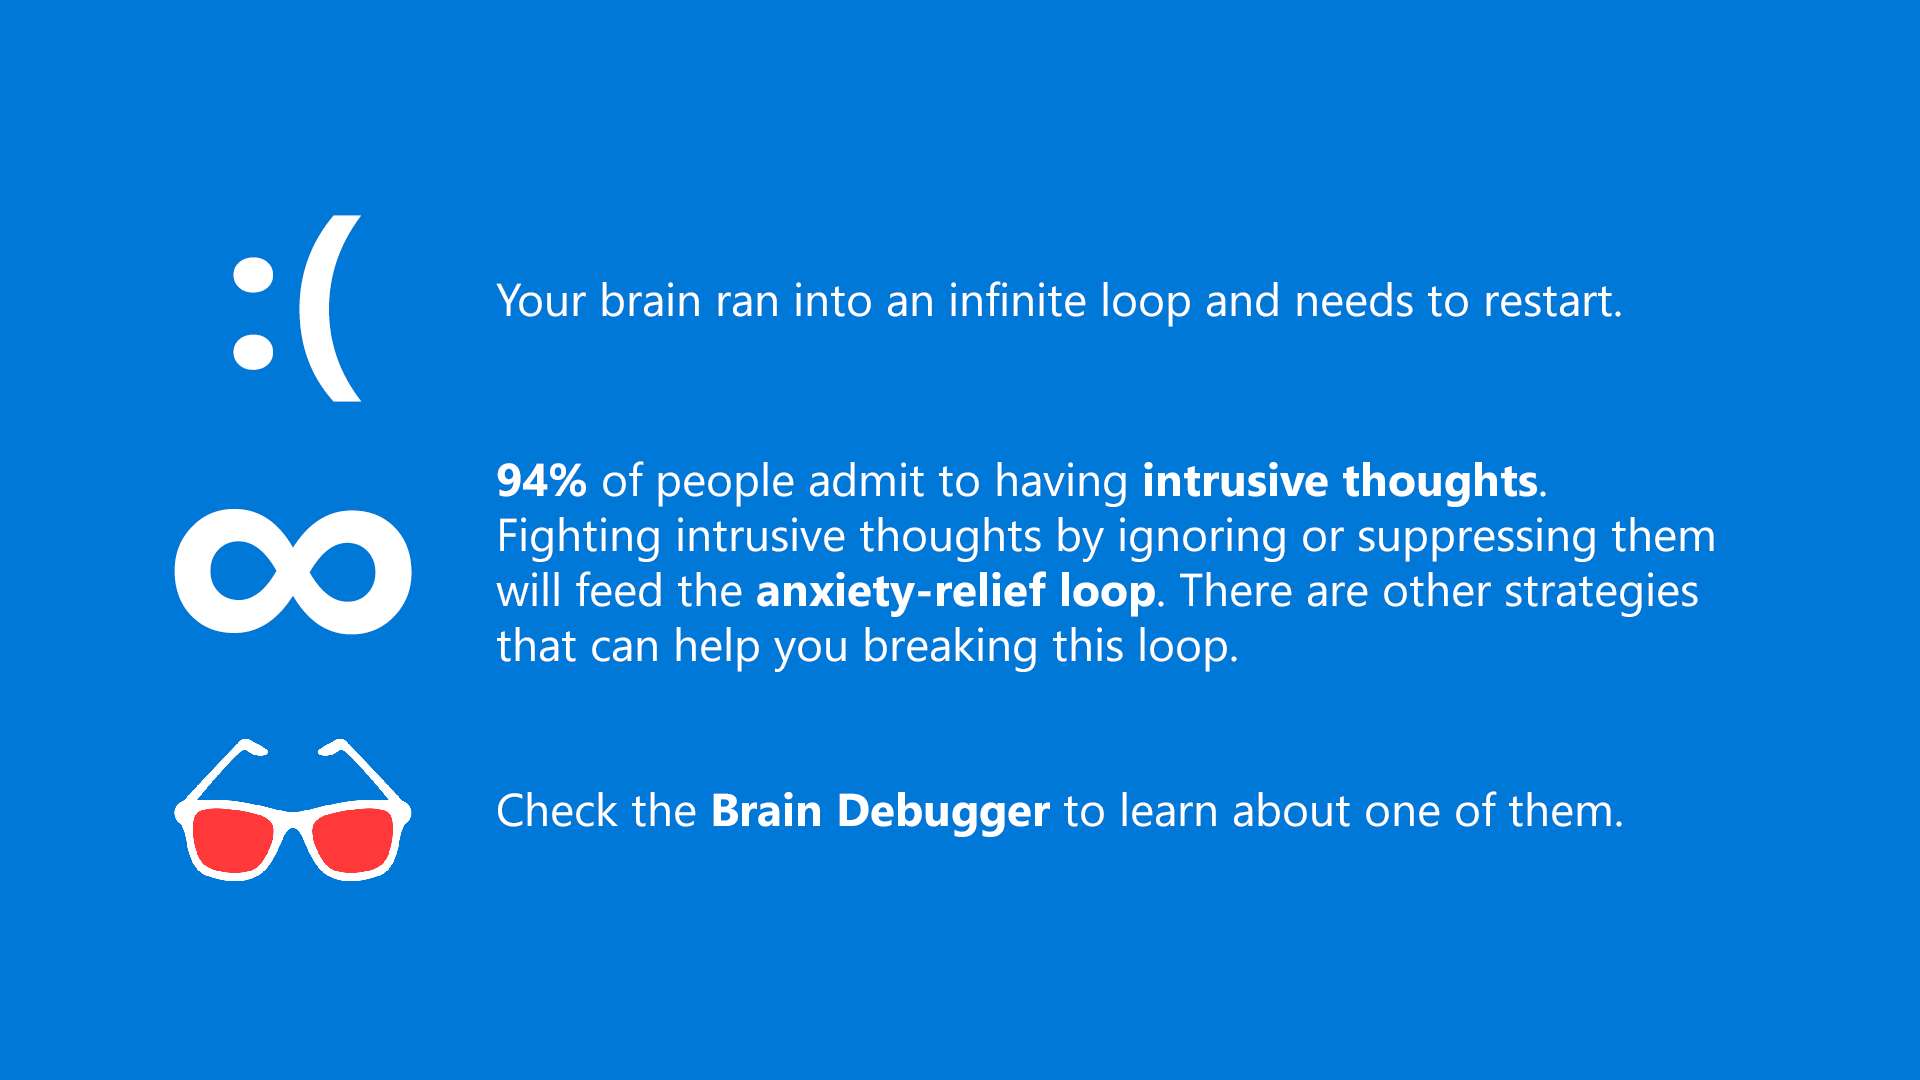 :(
Your brain ran into an infinite loop and needs to restart.
94% of people admit to having intrusive thoughts.
Fighting intrusive thoughts by ignoring or suppressing them
will feed the anxiety-relief loop. There are other strategies
that can help you breaking this loop.
Check the Brain Debugger to learn about one of them.